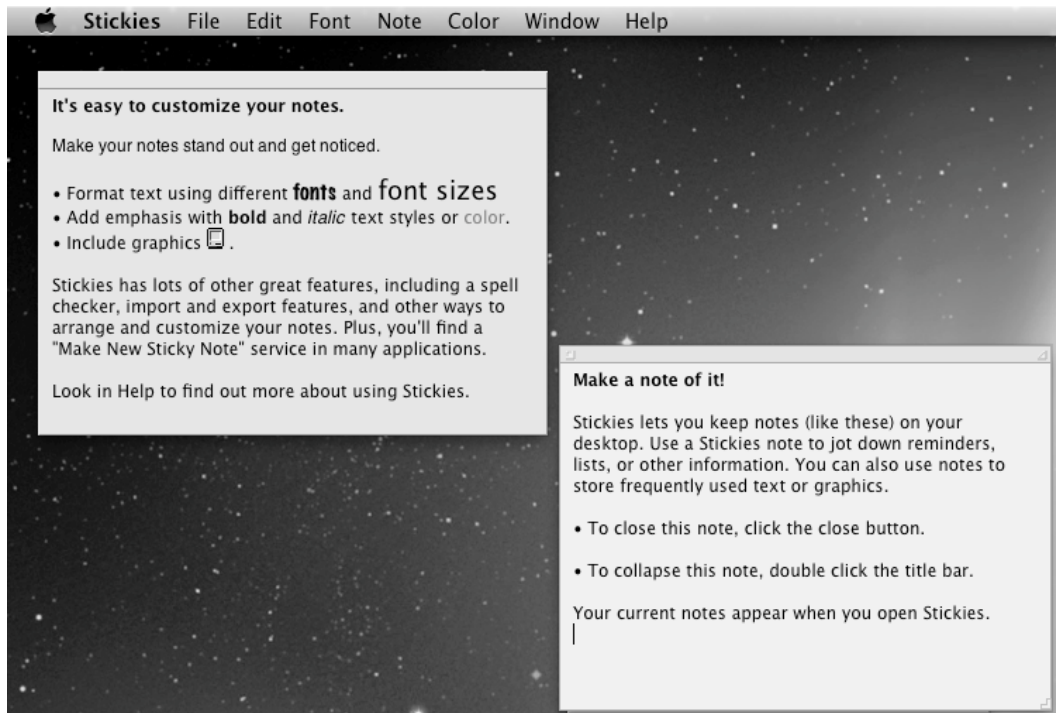 Stickies File Edit Font Note Color Window Help
It's easy to customize your notes.
Make your notes stand out and get noticed.
• Format text using different fonts and font sizes
• Add emphasis with bold and italic text styles or color.
• Include graphics .
Stickies has lots of other great features, including a spell
checker, import and export features, and other ways to
arrange and customize your notes. Plus, you'll find a
"Make New Sticky Note" service in many applications.
Look in Help to find out more about using Stickies.
Make a note of it!
Stickies lets you keep notes (like these) on your
desktop. Use a Stickies note to jot down reminders,
lists, or other information. You can also use notes to
store frequently used text or graphics.
• To close this note, click the close button.
• To collapse this note, double click the title bar.
Your current notes appear when you open Stickies.